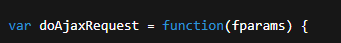 var doAjaxRequest = function(fparams) {